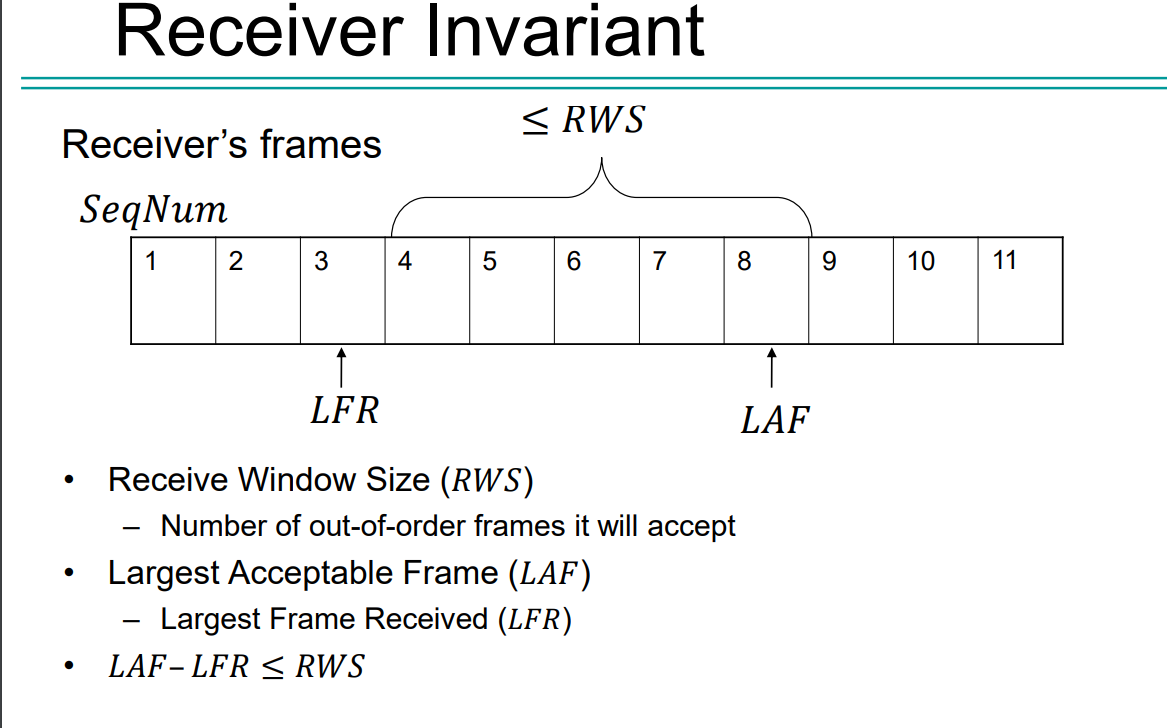 Receiver Invariant
≤ RWS
Receiver's frames
SeqNum
1 2 3 4 5 6 7 8 9 10 11
LFR
LAF
• Receive Window Size (RWS)
– Number of out-of-order frames it will accept
• Largest Acceptable Frame (LAF)
– Largest Frame Received (LFR)
• LAF– LFR ≤ RWS